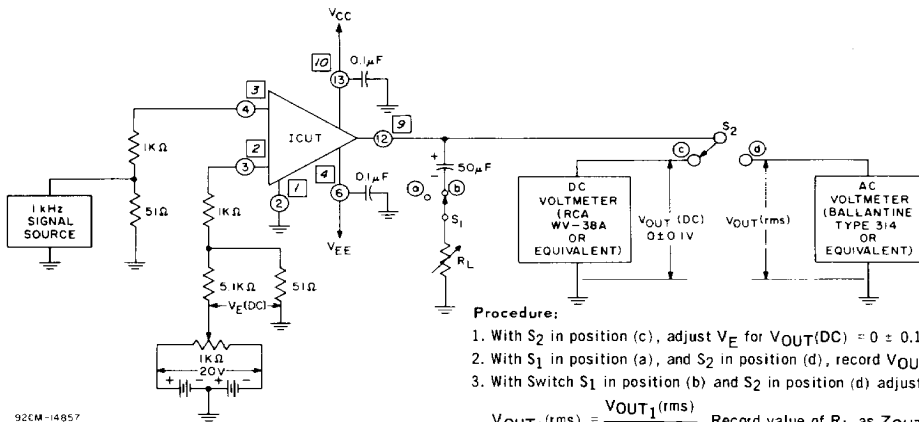 VCC
10
13
0.1µF
3
4
ICUT
9
12
S2
2
3
4
6
0.1µF
1
2
VEE
1KΩ
51Ω
1KΩ
1 kHz
SIGNAL
SOURCE
5.1KΩ
51Ω
VE(DC)
1KΩ
20V
+ - + -
+
50µF
-
(a) (b)
S1
RL
(c) (d)
DC
VOLTMETER
(RCA
WV-38A
OR
EQUIVALENT)
VOUT (DC)
0±0.1V
VOUT(rms)
AC
VOLTMETER
(BALLANTINE
TYPE 314
OR
EQUIVALENT)
Procedure:
1. With S2 in position (c), adjust VE for VOUT(DC) = 0 ± 0.1
2. With S1 in position (a), and S2 in position (d), record
3. With Switch S1 in position (b) and S2 in position (d) adjust
VOUT1(rms)
Record value of RL as
92CM-14857